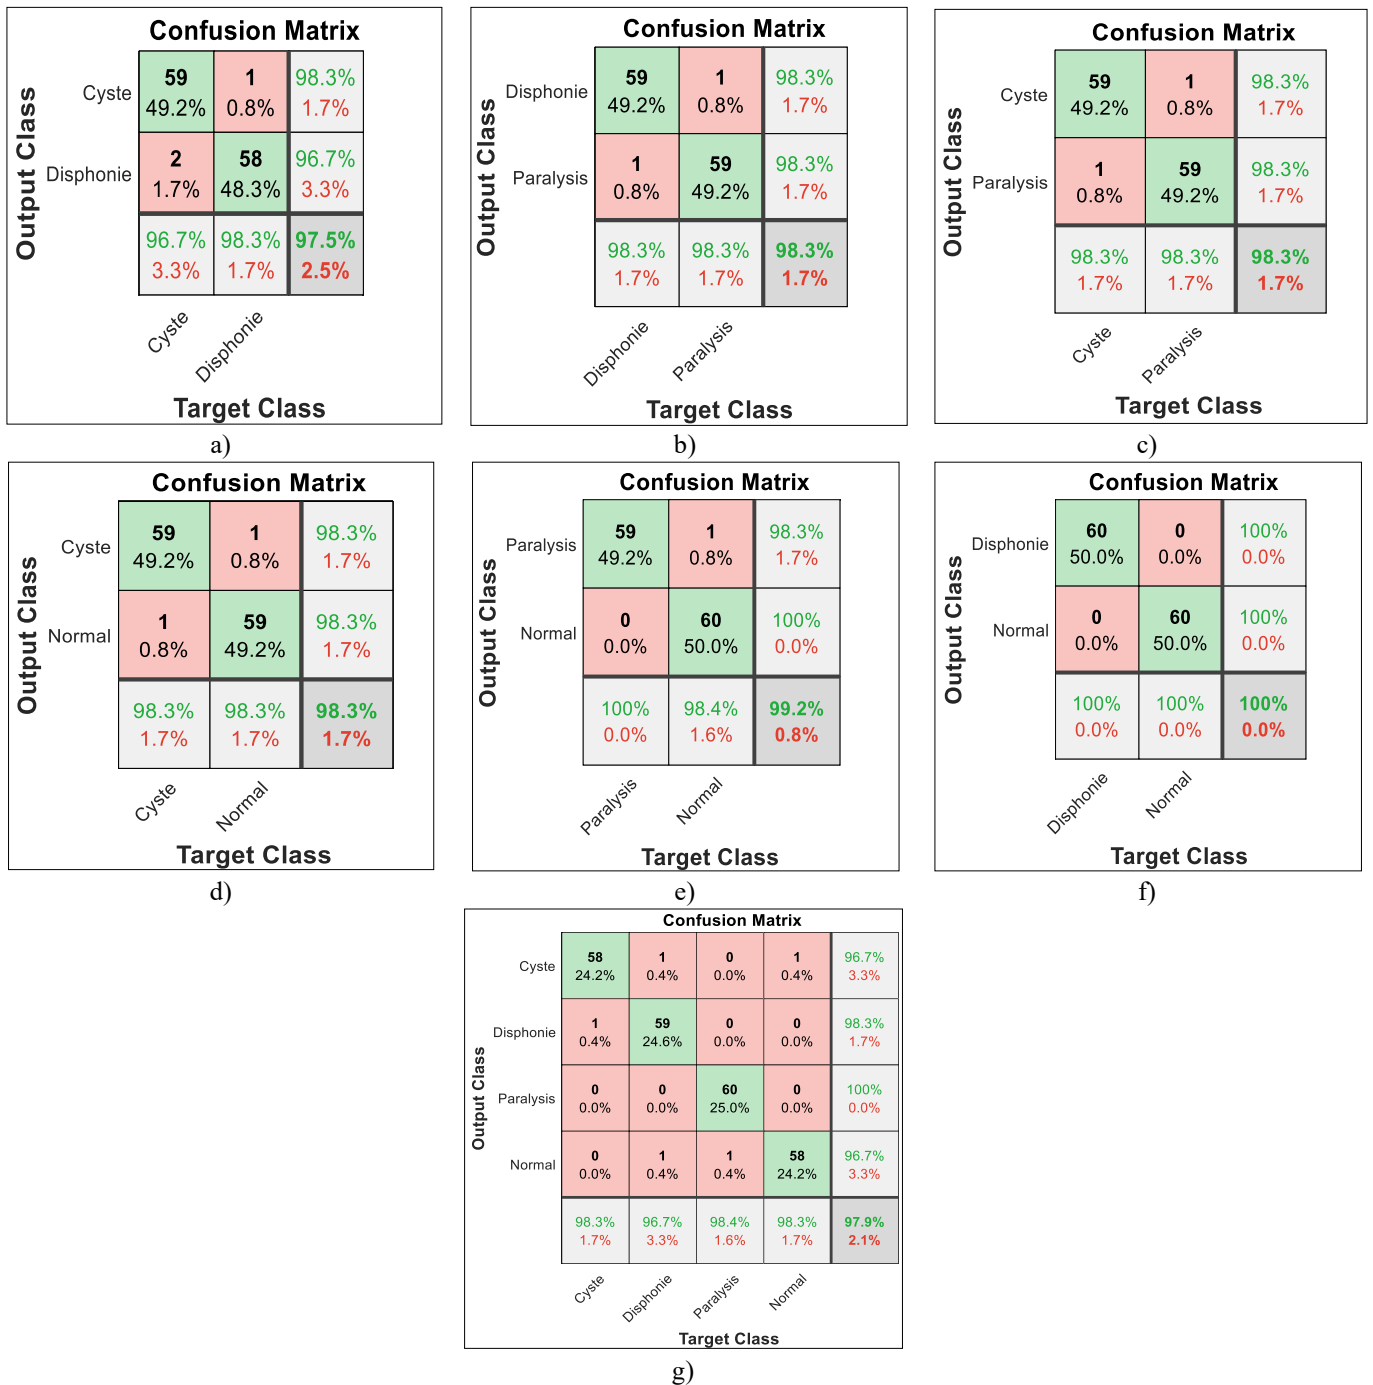 Confusion Matrix
Output Class
Cyste
59 1 98.3%
49.2% 0.8% 1.7%
Disphonie
2 58 96.7%
1.7% 48.3% 3.3%
96.7% 98.3% 97.5%
3.3% 1.7% 2.5%
Cyste Disphonie
Target Class
a)
Confusion Matrix
Output Class
Disphonie
59 1 98.3%
49.2% 0.8% 1.7%
Paralysis
1 59 98.3%
0.8% 49.2% 1.7%
98.3% 98.3% 98.3%
1.7% 1.7% 1.7%
Disphonie Paralysis
Target Class
b)
Confusion Matrix
Output Class
Cyste
59 1 98.3%
49.2% 0.8% 1.7%
Paralysis
1 59 98.3%
0.8% 49.2% 1.7%
98.3% 98.3% 98.3%
1.7% 1.7% 1.7%
Cyste Paralysis
Target Class
c)
Confusion Matrix
Output Class
Cyste
59 1 98.3%
49.2% 0.8% 1.7%
Normal
1 59 98.3%
0.8% 49.2% 1.7%
98.3% 98.3% 98.3%
1.7% 1.7% 1.7%
Cyste Normal
Target Class
d)
Confusion Matrix
Output Class
Paralysis
59 1 98.3%
49.2% 0.8% 1.7%
Normal
0 60 100%
0.0% 50.0% 0.0%
100% 98.4% 99.2%
0.0% 1.6% 0.8%
Paralysis Normal
Target Class
e)
Confusion Matrix
Output Class
Disphonie
60 0 100%
50.0% 0.0% 0.0%
Normal
0 60 100%
0.0% 50.0% 0.0%
100% 100% 100%
0.0% 0.0% 0.0%
Disphonie Normal
Target Class
f)
Confusion Matrix
Output Class
Cyste
58 1 0 1 96.7%
24.2% 0.4% 0.0% 0.4% 3.3%
Disphonie
1 59 0 0 98.3%
0.4% 24.6% 0.0% 0.0% 1.7%
Paralysis
0 0 60 0 100%
0.0% 0.0% 25.0% 0.0% 0.0%
Normal
0 1 1 58 96.7%
0.0% 0.4% 0.4% 24.2% 3.3%
98.3% 96.7% 98.4% 98.3% 97.9%
1.7% 3.3% 1.6% 1.7% 2.1%
Cyste Disphonie Paralysis Normal
Target Class
g)